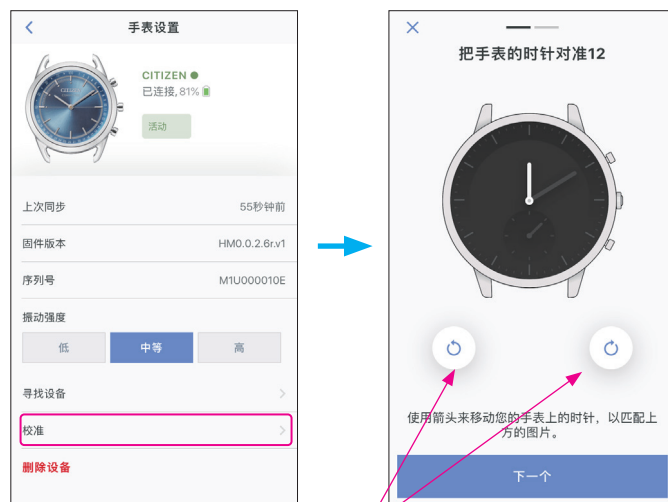 手表设置
CITIZEN
已连接,81%
活动
上次同步 55秒钟前
固件版本 HM0.0.2.6r.v1
序列号 M1U000010E
振动强度
低 中等 高
寻找设备
校准
删除设备
把手表的时针对准12
使用箭头来移动您的手表上的时针，以匹配上
方的图片。
下一个